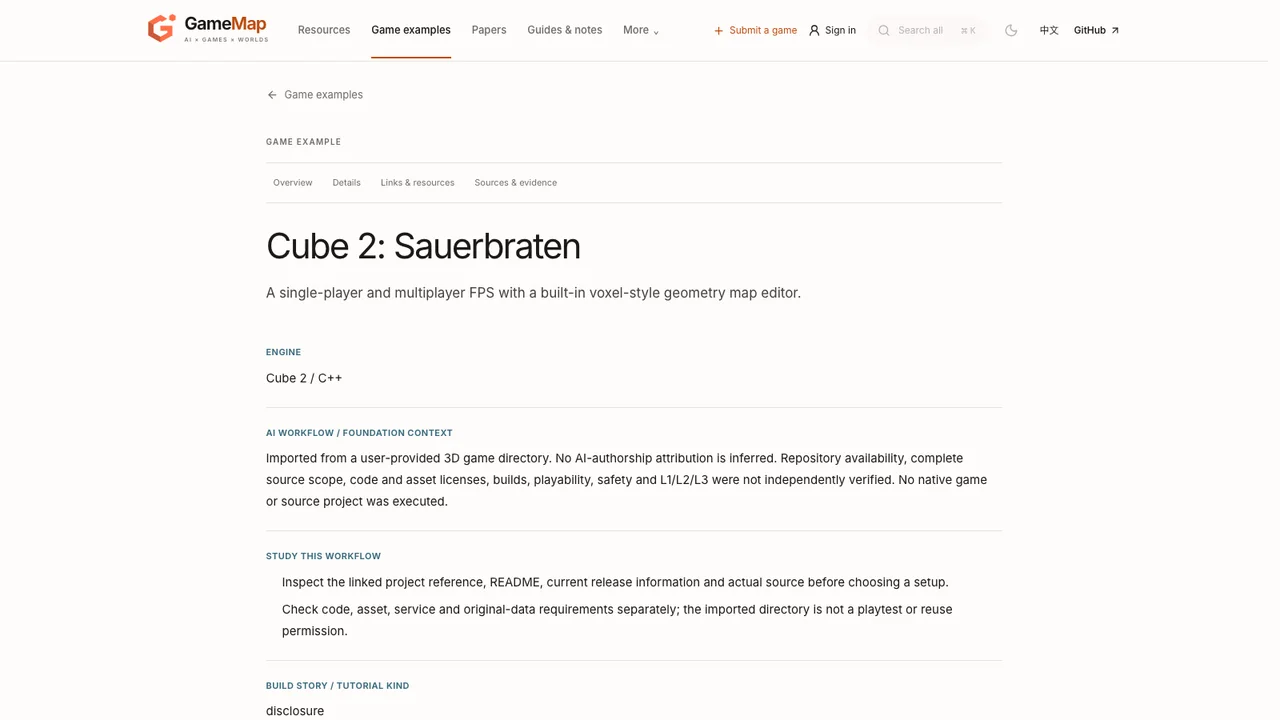 GameMap
AI × GAMES × WORLDS
Resources
Game examples
Papers
Guides & notes
More
Submit a game
Sign in
Search all
⌘ K
中文
GitHub
Game examples
GAME EXAMPLE
Overview
Details
Links & resources
Sources & evidence
Cube 2: Sauerbraten
A single-player and multiplayer FPS with a built-in voxel-style geometry map editor.
ENGINE
Cube 2 / C++
AI WORKFLOW / FOUNDATION CONTEXT
Imported from a user-provided 3D game directory. No AI-authorship attribution is inferred. Repository availability, complete
source scope, code and asset licenses, builds, playability, safety and L1/L2/L3 were not independently verified. No native game
or source project was executed.
STUDY THIS WORKFLOW
Inspect the linked project reference, README, current release information and actual source before choosing a setup.
Check code, asset, service and original-data requirements separately; the imported directory is not a playtest or reuse
permission.
BUILD STORY / TUTORIAL KIND
disclosure